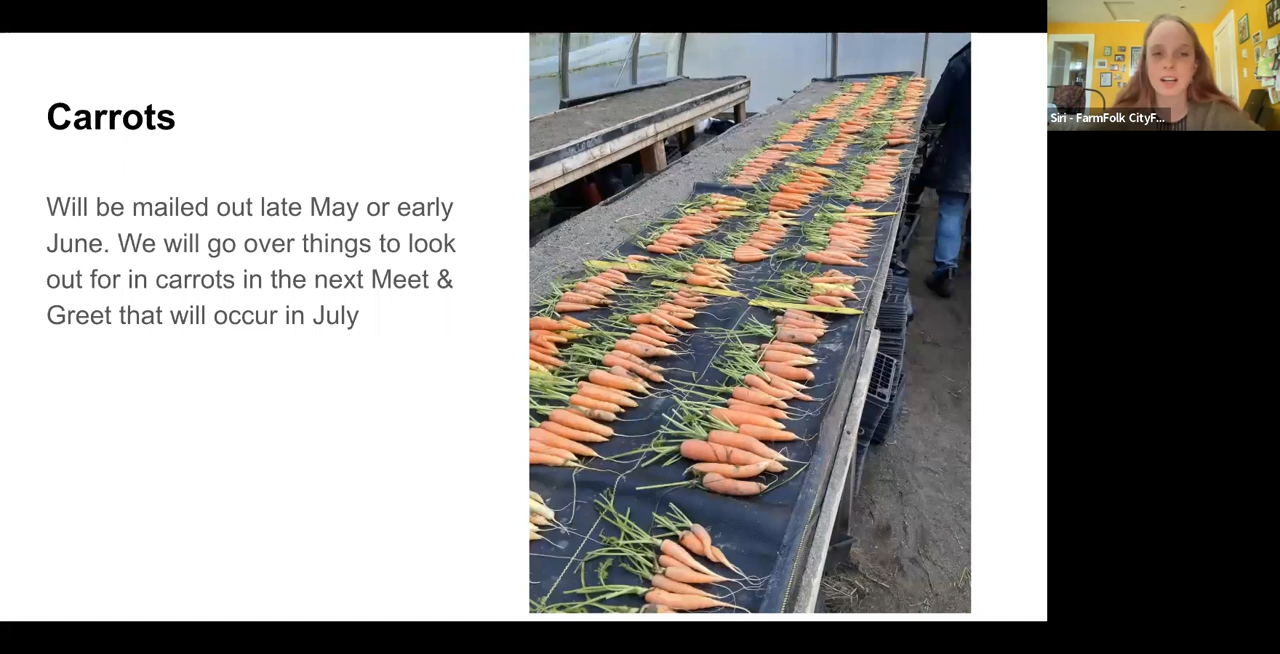 Carrots
Will be mailed out late May or early
June. We will go over things to look
out for in carrots in the next Meet &
Greet that will occur in July
Siri - FarmFolk CityF...